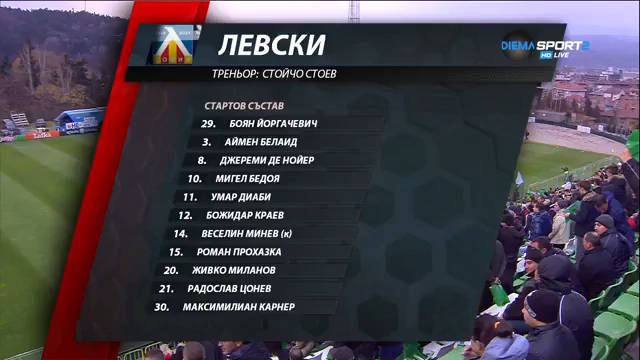 ЛЕВСКИ
DIEMA SPORT 2
HD LIVE
ТРЕНЬОР: СТОЙЧО СТОЕВ
СТАРТОВ СЪСТАВ
29. БОЯН ЙОРГАЧЕВИЧ
3. АЙМЕН БЕЛАИД
8. ДЖЕРЕМИ ДЕ НОЙЕР
10. МИГЕЛ БЕДОЯ
11. УМАР ДИАБИ
12. БОЖИДАР КРАЕВ
14. ВЕСЕЛИН МИНЕВ (к)
15. РОМАН ПРОХАЗКА
20. ЖИВКО МИЛАНОВ
21. РАДОСЛАВ ЦОНЕВ
30. МАКСИМИЛИАН КАРНЕР